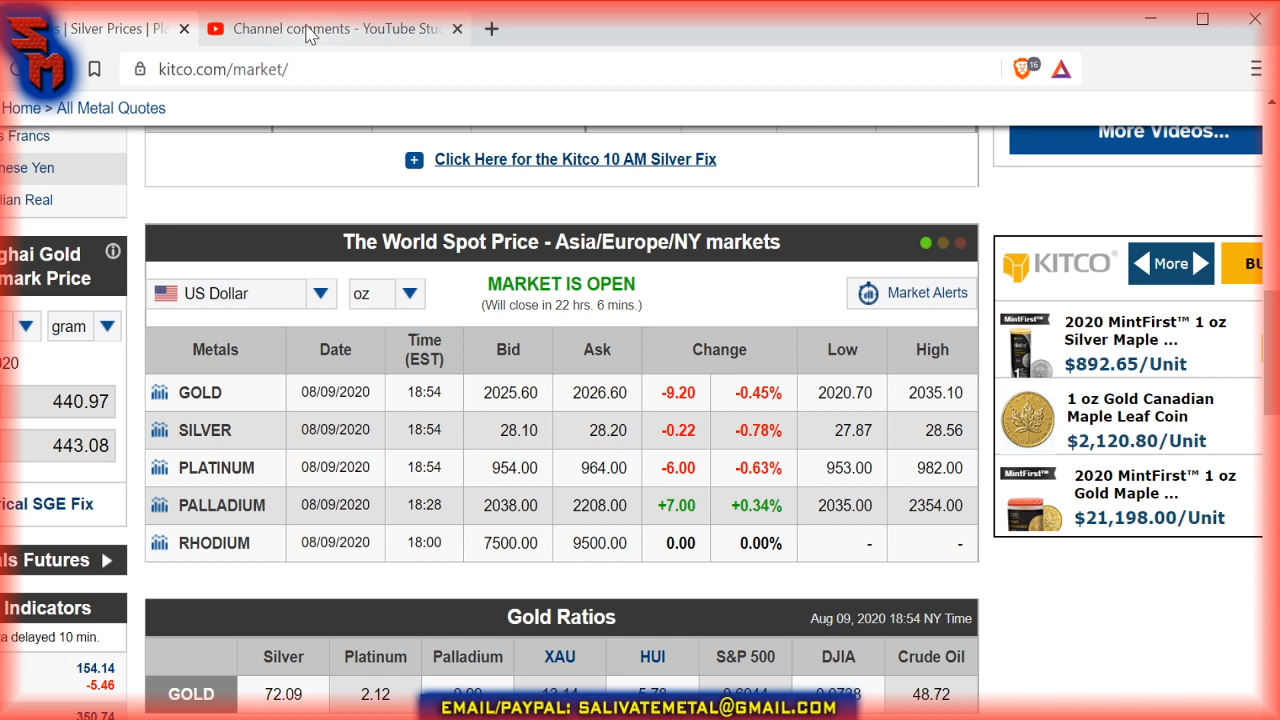 SM
| Silver Prices | Pla
Channel comments - YouTube Stud
kitco.com/market/
16
Home > All Metal Quotes
s Francs
nese Yen
lian Real
More Videos...
Click Here for the Kitco 10 AM Silver Fix
ghai Gold
mark Price
gram
020
440.97
443.08
rical SGE Fix
ls Futures
Indicators
ta delayed 10 min.
154.14
-5.46
350.74
The World Spot Price - Asia/Europe/NY markets
US Dollar
oz
MARKET IS OPEN
(Will close in 22 hrs. 6 mins.)
Market Alerts
Metals Date Time (EST) Bid Ask Change Low High
GOLD 08/09/2020 18:54 2025.60 2026.60 -9.20 -0.45% 2020.70 2035.10
SILVER 08/09/2020 18:54 28.10 28.20 -0.22 -0.78% 27.87 28.56
PLATINUM 08/09/2020 18:54 954.00 964.00 -6.00 -0.63% 953.00 982.00
PALLADIUM 08/09/2020 18:28 2038.00 2208.00 +7.00 +0.34% 2035.00 2354.00
RHODIUM 08/09/2020 18:00 7500.00 9500.00 0.00 0.00% - -
Gold Ratios
Aug 09, 2020 18:54 NY Time
Silver Platinum Palladium XAU HUI S&P 500 DJIA Crude Oil
GOLD 72.09 2.12 48.72
KITCO®
More
BU
MintFirst™
2020 MintFirst™ 1 oz
Silver Maple ...
$892.65/Unit
1 oz Gold Canadian
Maple Leaf Coin
$2,120.80/Unit
MintFirst™
2020 MintFirst™ 1 oz
Gold Maple ...
$21,198.00/Unit
EMAIL/PAYPAL: SALIVATEMETAL@GMAIL.COM